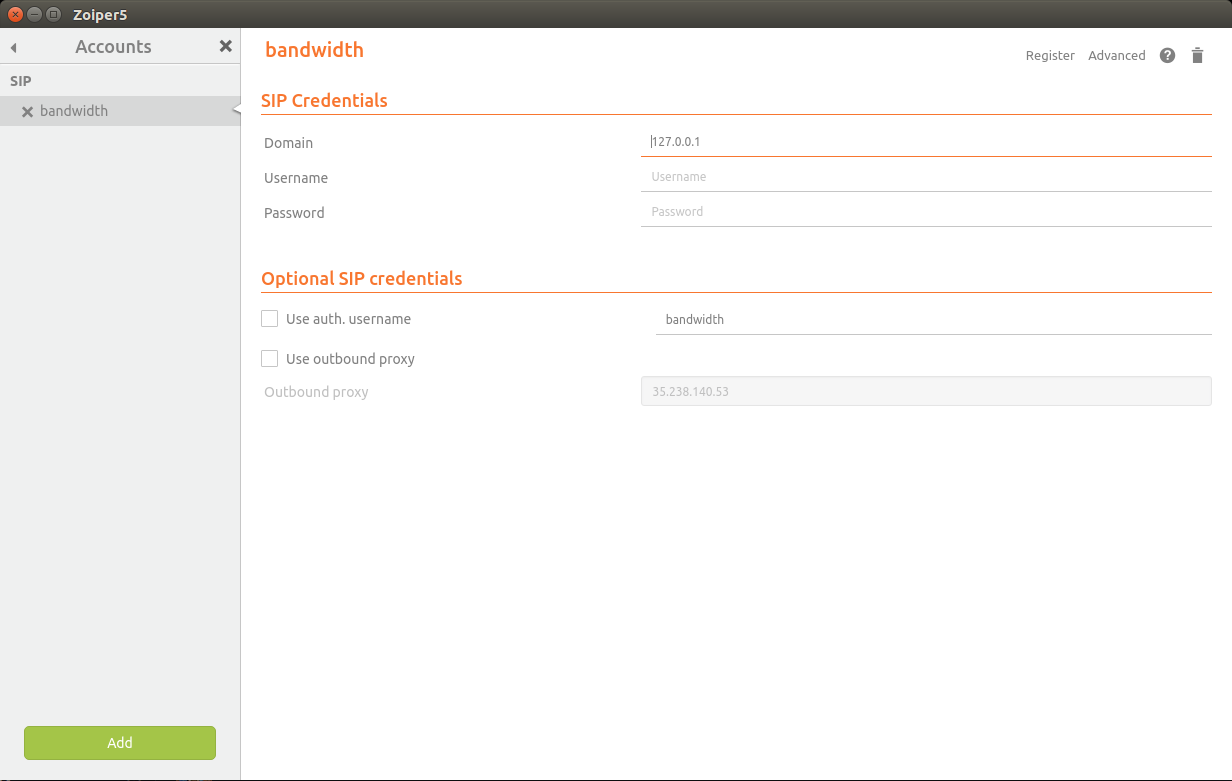 Zoiper5
Accounts
SIP
bandwidth
Add
bandwidth
Register Advanced
SIP Credentials
Domain 127.0.0.1
Username Username
Password Password
Optional SIP credentials
Use auth. username bandwidth
Use outbound proxy
Outbound proxy 35.238.140.53